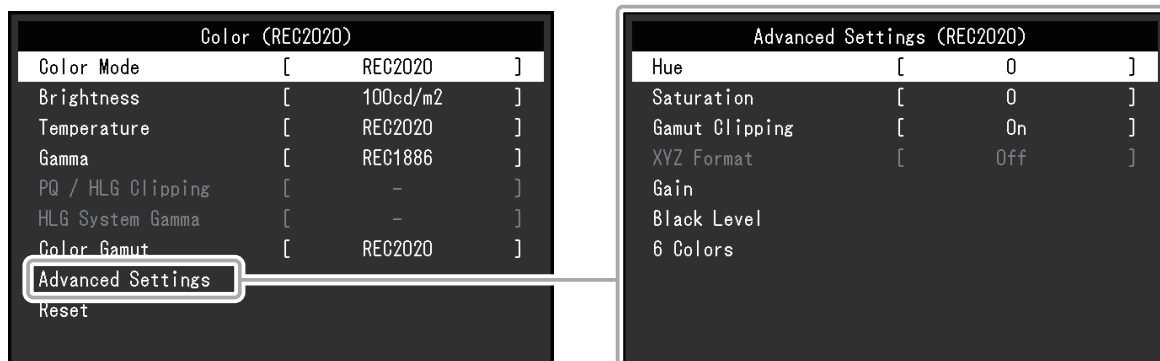 Color (REC2020)
Color Mode [ REC2020 ]
Brightness [ 100cd/m2 ]
Temperature [ REC2020 ]
Gamma [ REC1886 ]
PQ / HLG Clipping [ – ]
HLG System Gamma [ – ]
Color Gamut [ REC2020 ]
Advanced Settings
Reset
Advanced Settings (REC2020)
Hue [ 0 ]
Saturation [ 0 ]
Gamut Clipping [ On ]
XYZ Format [ Off ]
Gain
Black Level
6 Colors